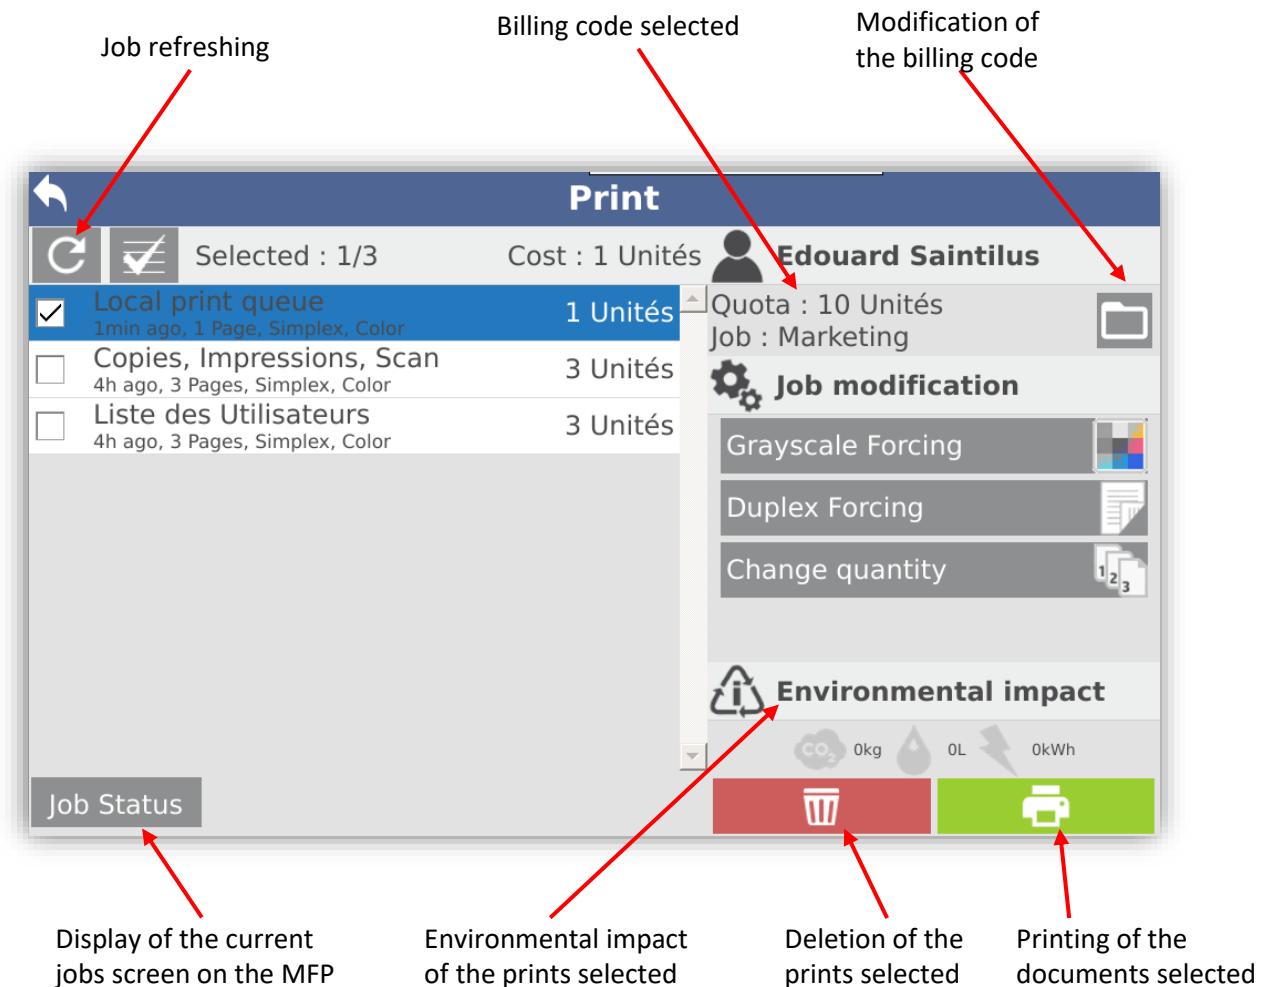 Job refreshing
Billing code selected
Modification of
the billing code
Print
Selected : 1/3
Cost : 1 Unités
Edouard Saintilus
Local print queue
1 Unités
1min ago, 1 Page, Simplex, Color
Quota : 10 Unités
Job : Marketing
Copies, Impressions, Scan
3 Unités
4h ago, 3 Pages, Simplex, Color
Job modification
Liste des Utilisateurs
3 Unités
4h ago, 3 Pages, Simplex, Color
Grayscale Forcing
Duplex Forcing
Change quantity
1 2 3
Environmental impact
CO2 0kg 0L 0kWh
Job Status
Display of the current
jobs screen on the MFP
Environmental impact
of the prints selected
Deletion of the
prints selected
Printing of the
documents selected